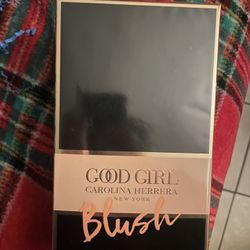 GOOD GIRL
CAROLINA HERRERA
NEW YORK
Blush